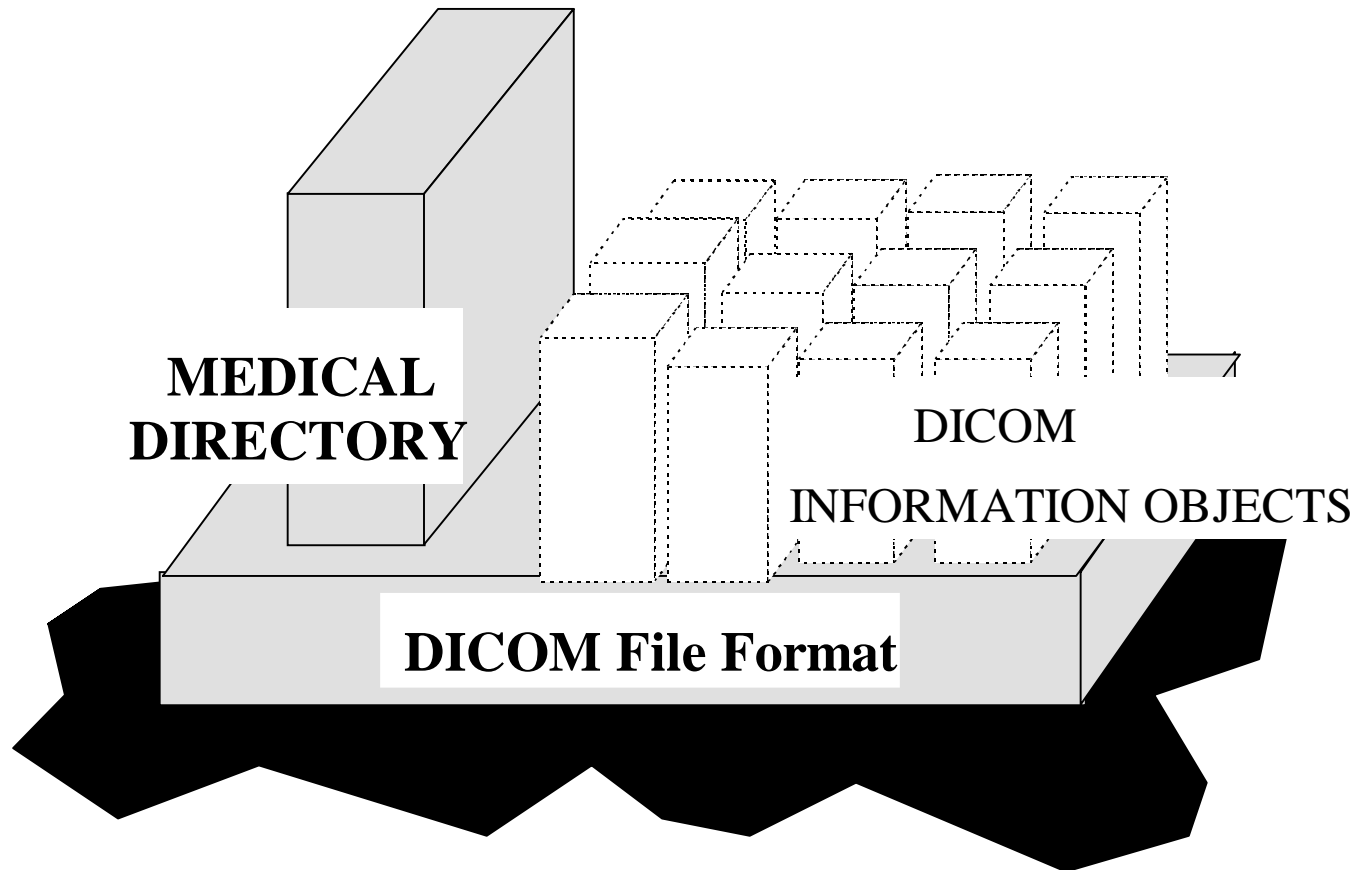 MEDICAL
DIRECTORY
DICOM
INFORMATION OBJECTS
DICOM File Format